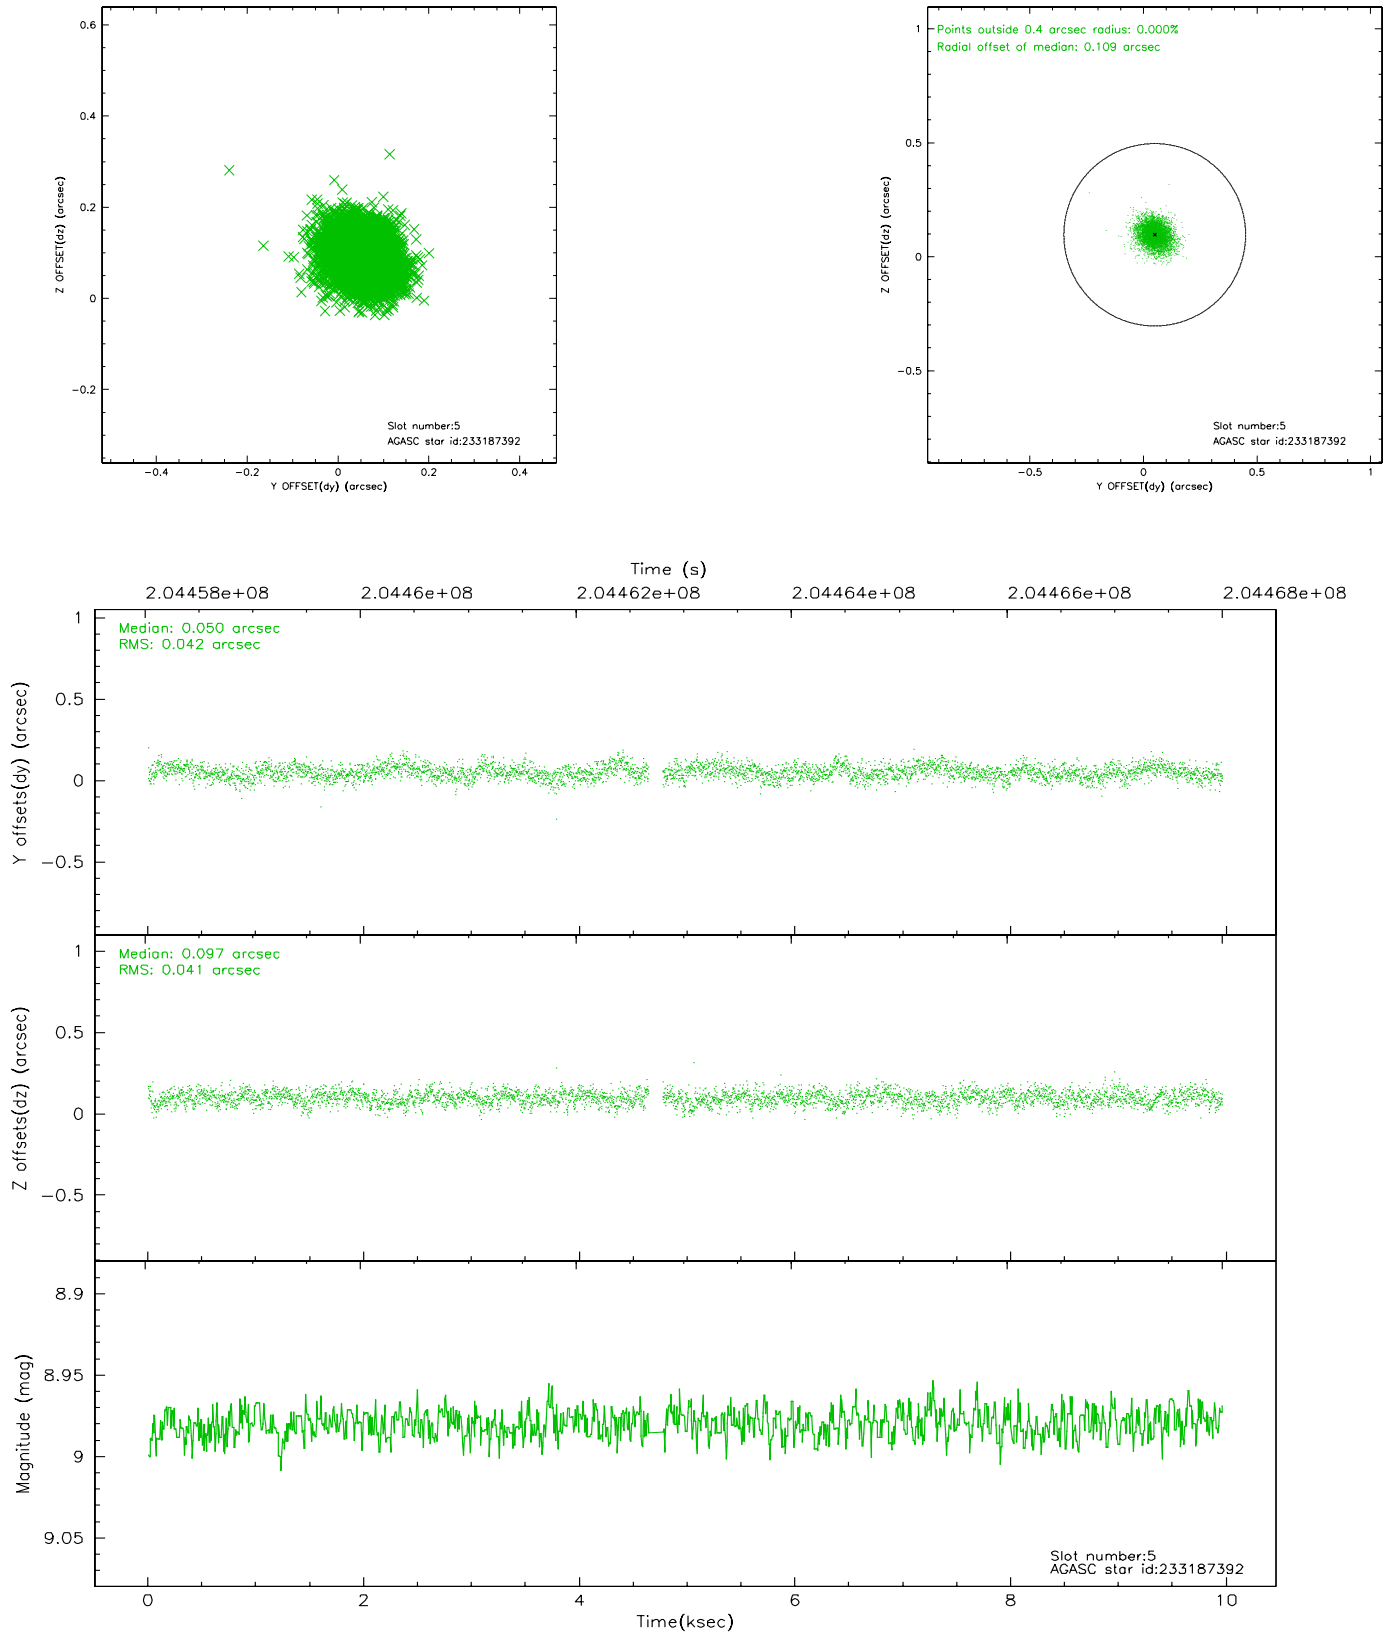 0.6
0.4
0.2
0
−0.2
Z OFFSET(dz) (arcsec)
Slot number:5
AGASC star id:233187392
−0.4 −0.2 0 0.2 0.4
Y OFFSET(dy) (arcsec)
Points outside 0.4 arcsec radius: 0.000%
Radial offset of median: 0.109 arcsec
1
0.5
0
−0.5
Z OFFSET(dz) (arcsec)
Slot number:5
AGASC star id:233187392
−0.5 0 0.5 1
Y OFFSET(dy) (arcsec)
Time (s)
2.04458e+08 2.0446e+08 2.04462e+08 2.04464e+08 2.04466e+08 2.04468e+08
Median: 0.050 arcsec
RMS: 0.042 arcsec
1
0.5
0
−0.5
Y offsets(dy) (arcsec)
Median: 0.097 arcsec
RMS: 0.041 arcsec
1
0.5
0
−0.5
Z offsets(dz) (arcsec)
8.9
8.95
9
9.05
Magnitude (mag)
Slot number:5
AGASC star id:233187392
0 2 4 6 8 10
Time(ksec)